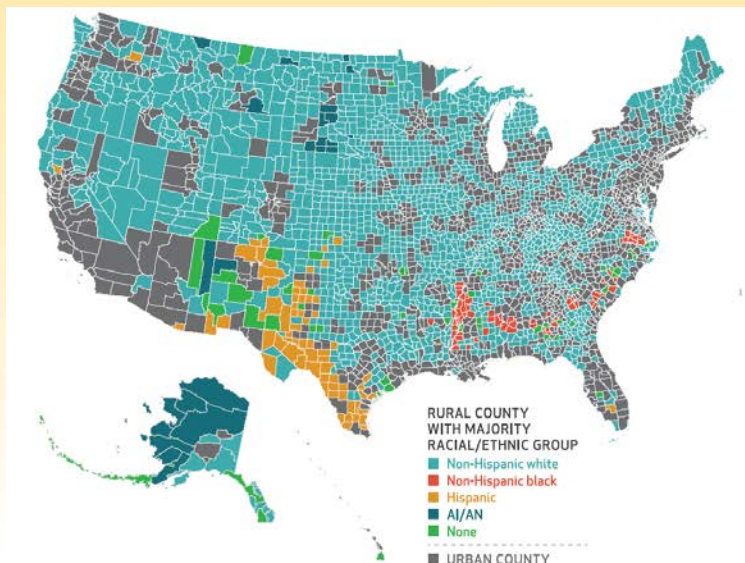 RURAL COUNTY
WITH MAJORITY
RACIAL/ETHNIC GROUP
Non-Hispanic white
Non-Hispanic black
Hispanic
AI/AN
None
URBAN COUNTY